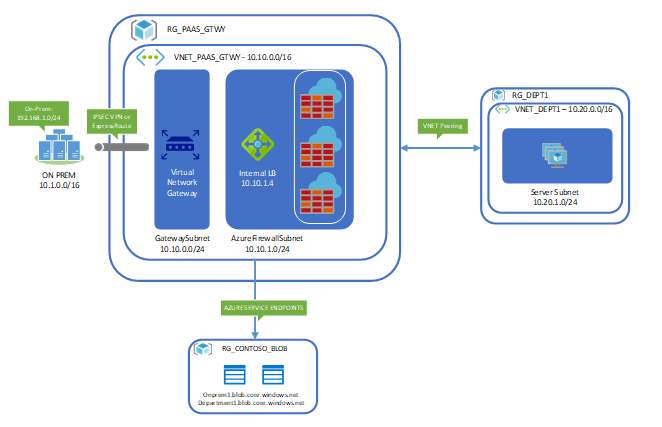 RG_PAAS_GTWY
VNET_PAAS_GTWY - 10.10.0.0/16
On-Prem:
192.168.1.0/24
IPSEC VPN or
ExpressRoute
ON PREM
10.1.0.0/16
Virtual
Network
Gateway
GatewaySubnet
10.10.0.0/24
Internal LB
10.10.1.4
AzureFirewallSubnet
10.10.1.0/24
VNET Peering
RG_DEPT1
VNET_DEPT1 – 10.20.0.0/16
Server Subnet
10.20.1.0/24
AZURE SERVICE ENDPOINTS
RG_CONTOSO_BLOB
Onprem1.blob.core.windows.net
Department1.blob.core.windows.net